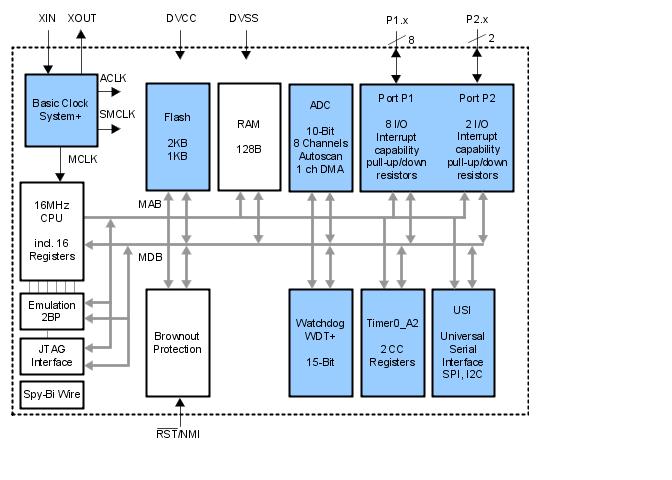 XIN
XOUT
DVCC
DVSS
P1.x
P2.x
8
2
Basic Clock
System+
ACLK
SMCLK
MCLK
Flash
2KB
1KB
RAM
128B
ADC
10-Bit
8 Channels
Autoscan
1 ch DMA
Port P1
8 I/O
Interrupt
capability
pull-up/down
resistors
Port P2
2 I/O
Interrupt
capability
pull-up/down
resistors
16MHz
CPU
incl. 16
Registers
MAB
MDB
Emulation
2BP
JTAG
Interface
Spy-Bi Wire
Brownout
Protection
Watchdog
WDT+
15-Bit
Timer0_A2
2 CC
Registers
USI
Universal
Serial
Interface
SPI, I2C
RST/NMI